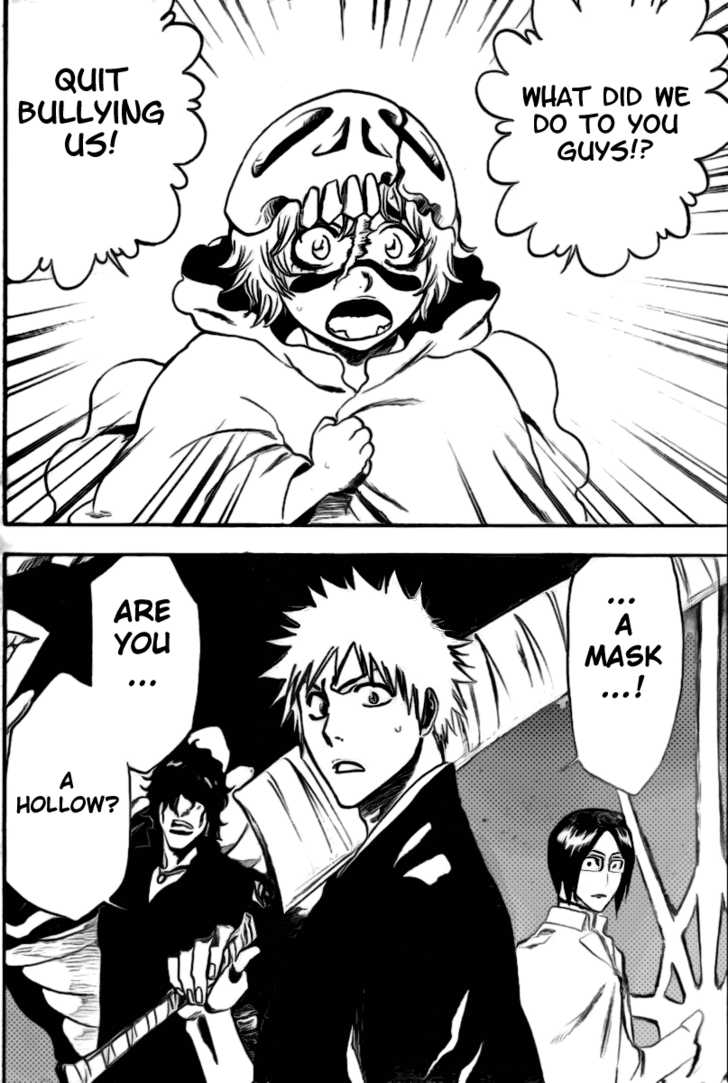 WHAT DID WE
DO TO YOU
GUYS!?
QUIT
BULLYING
US!
...
A
MASK
...!
ARE
YOU
...
A
HOLLOW?